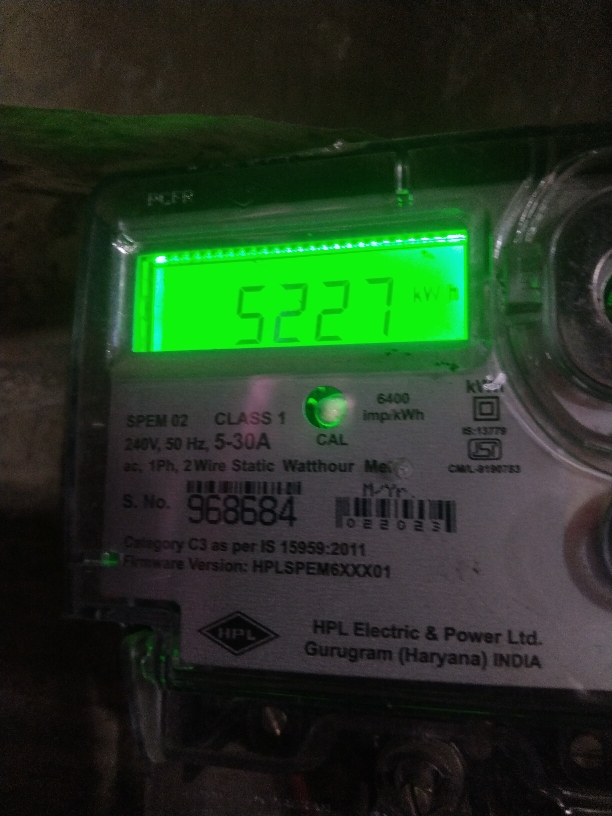 5227 kWh
6400
imp/kWh
SPEM 02 CLASS 1
240V, 50 Hz, 5-30A
CAL
IS:13779
ac, 1Ph, 2 Wire Static Watthour
CM/L-8190783
M/Yr.
S. No. 968684
022023
Category C3 as per IS 15959:2011
Firmware Version: HPLSPEM6XXX01
HPL
HPL Electric & Power Ltd.
Gurugram (Haryana) INDIA